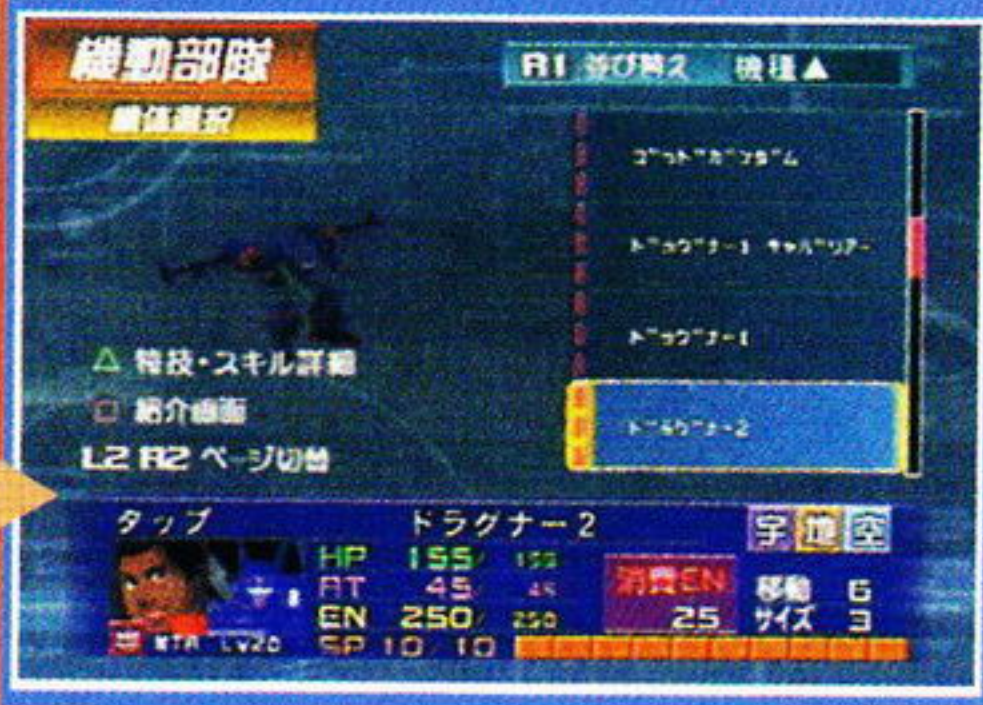 機動部隊
機体選択
R1 並び替え 機種▲
ゴッドガンダム
ドラグナー1 キャバリアー
ドラグナー1
ドラグナー2
△ 特技・スキル詳細
□ 紹介画面
L2 R2 ページ切替
タップ ドラグナー2 宇 地 空
HP 155/ 155
AT 45/ 45
EN 250/ 250
SP 10/ 10
消費EN 25
移動 6
サイズ 3
Lv20